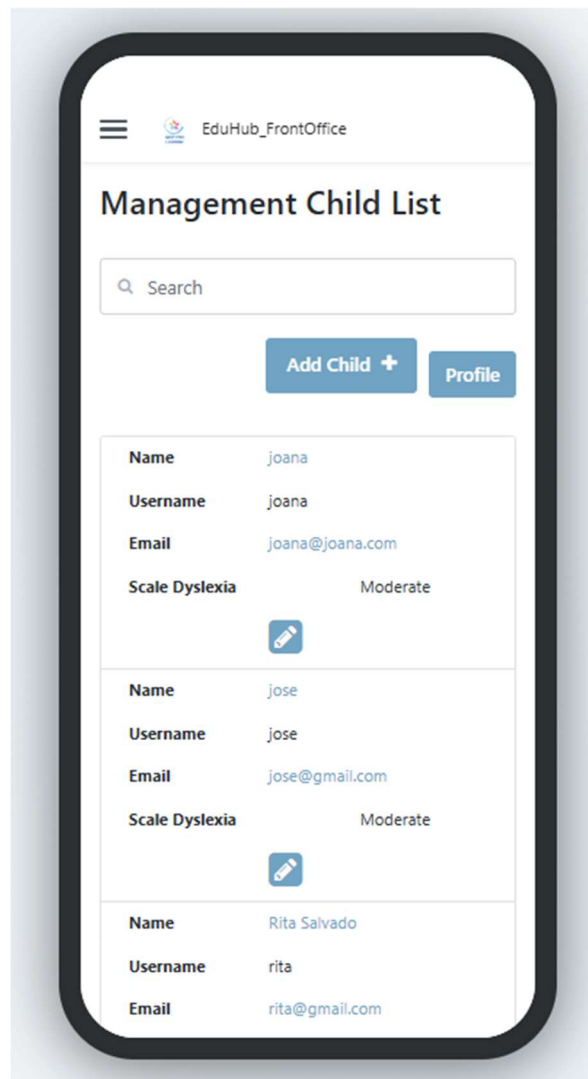 EduHub_FrontOffice
Management Child List
Search
Add Child +
Profile
Name joana
Username joana
Email joana@joana.com
Scale Dyslexia Moderate
Name jose
Username jose
Email jose@gmail.com
Scale Dyslexia Moderate
Name Rita Salvado
Username rita
Email rita@gmail.com